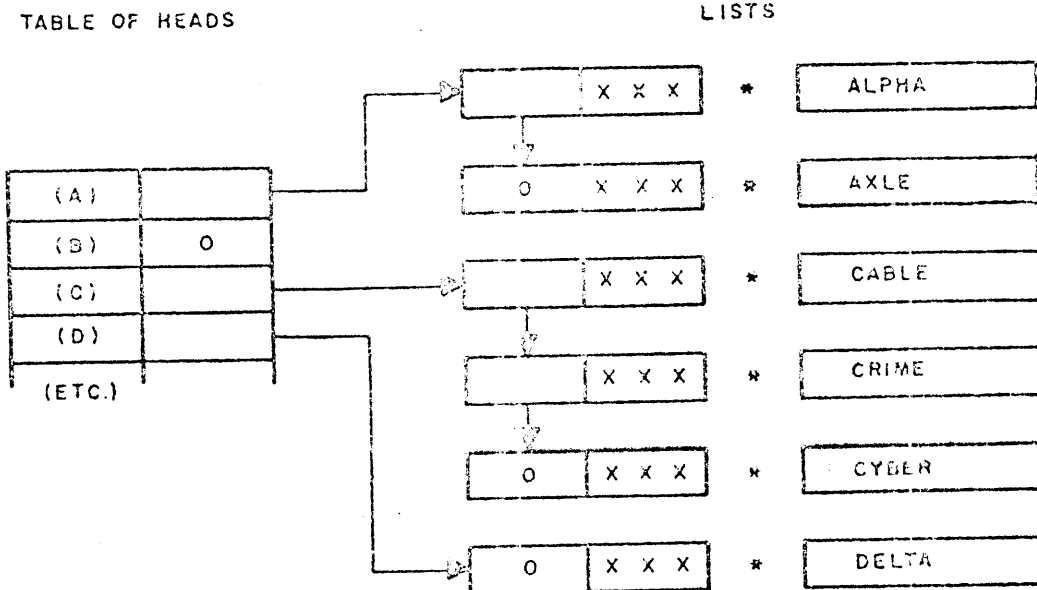 TABLE OF HEADS
LISTS
X X X * ALPHA
(A)
O X X X * AXLE
(B) O
(C)
X X X * CABLE
(D)
X X X * CRIME
(ETC.)
O X X X * CYBER
O X X X * DELTA